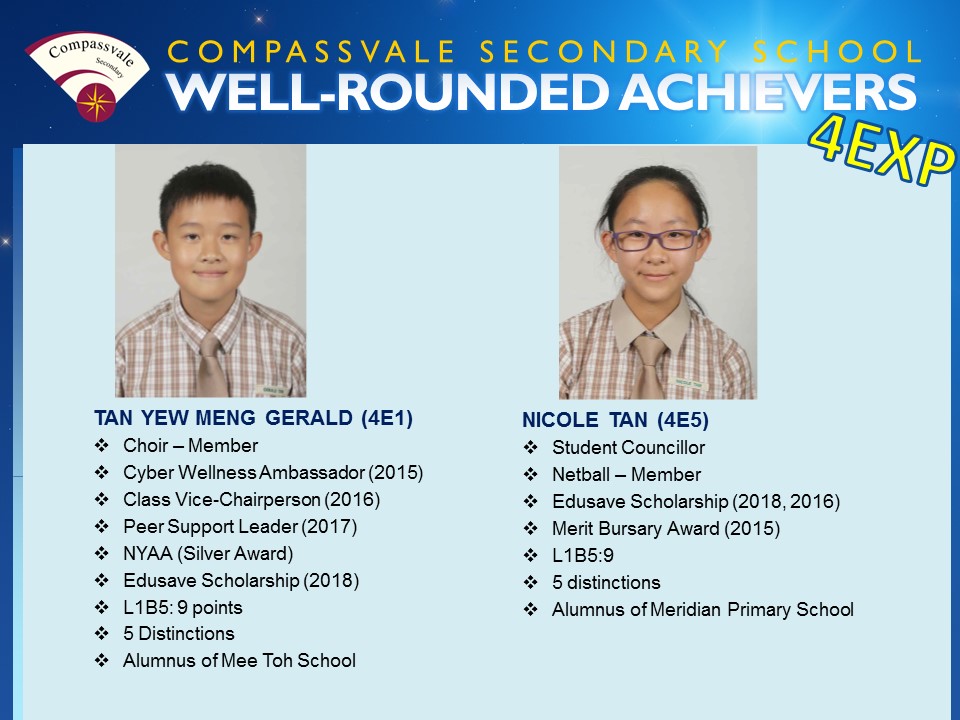 Compassvale
Secondary
COMPASSVALE SECONDARY SCHOOL
WELL-ROUNDED ACHIEVERS
4EXP
TAN YEW MENG GERALD (4E1)
❖ Choir – Member
❖ Cyber Wellness Ambassador (2015)
❖ Class Vice-Chairperson (2016)
❖ Peer Support Leader (2017)
❖ NYAA (Silver Award)
❖ Edusave Scholarship (2018)
❖ L1B5: 9 points
❖ 5 Distinctions
❖ Alumnus of Mee Toh School
NICOLE TAN
NICOLE TAN (4E5)
❖ Student Councillor
❖ Netball – Member
❖ Edusave Scholarship (2018, 2016)
❖ Merit Bursary Award (2015)
❖ L1B5:9
❖ 5 distinctions
❖ Alumnus of Meridian Primary School